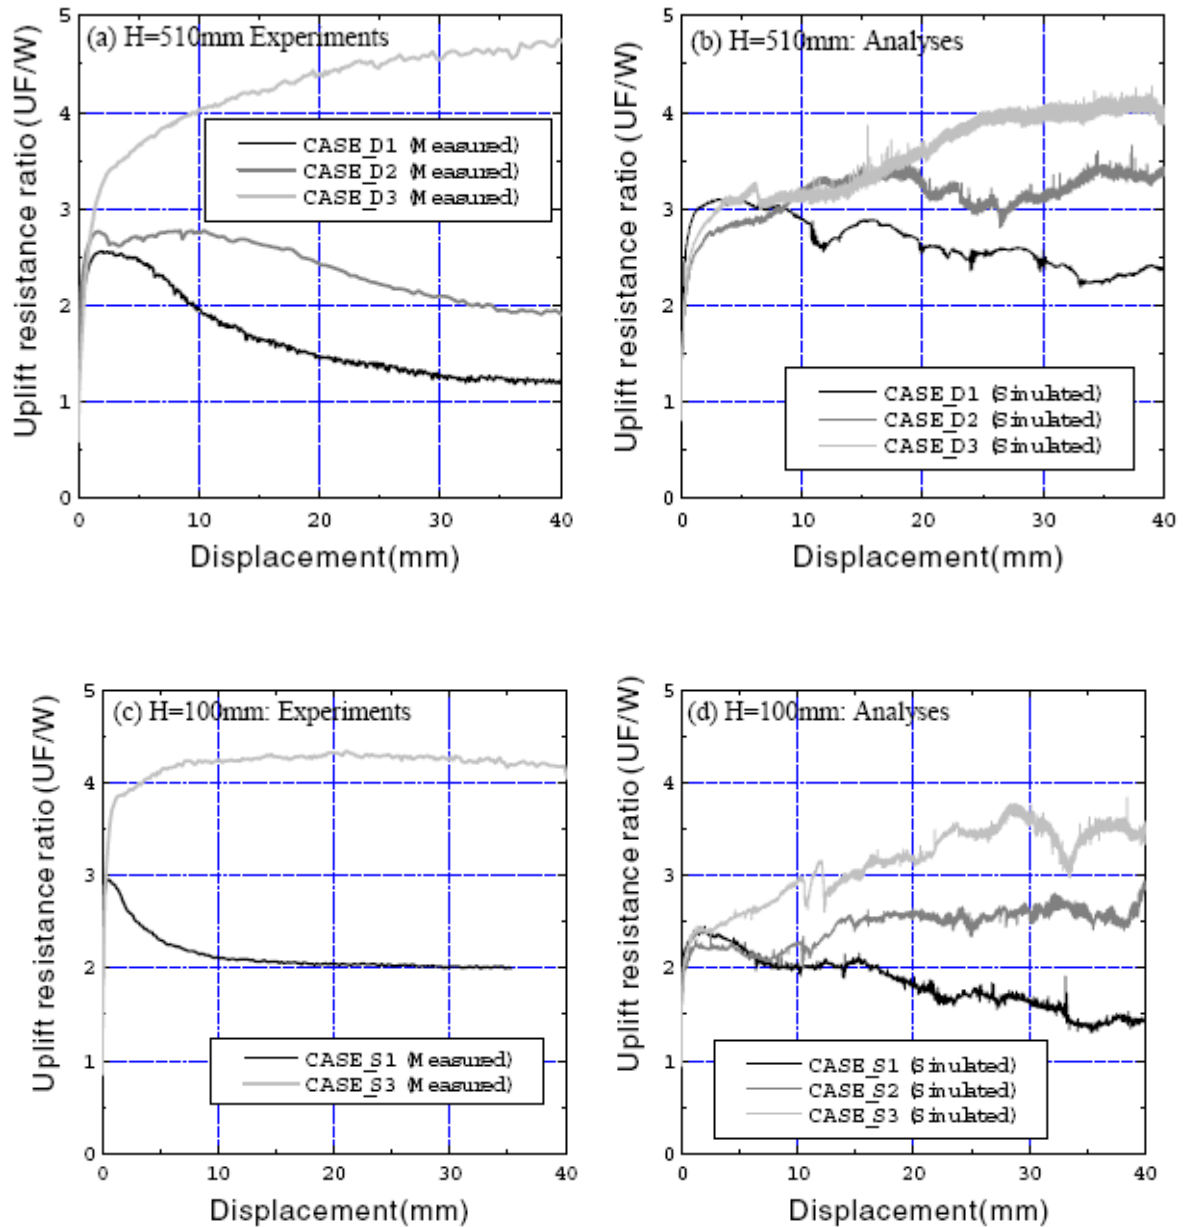 (a) H=510mm Experiments
5
4
3
2
1
0
Uplift resistance ratio (UF/W)
CASE_D1 (Measured)
CASE_D2 (Measured)
CASE_D3 (Measured)
0 10 20 30 40
Displacement(mm)
(b) H=510mm: Analyses
5
4
3
2
1
0
Uplift resistance ratio (UF/W)
CASE_D1 (Simulated)
CASE_D2 (Simulated)
CASE_D3 (Simulated)
0 10 20 30 40
Displacement(mm)
(c) H=100mm: Experiments
5
4
3
2
1
0
Uplift resistance ratio (UF/W)
CASE_S1 (Measured)
CASE_S3 (Measured)
0 10 20 30 40
Displacement(mm)
(d) H=100mm: Analyses
5
4
3
2
1
0
Uplift resistance ratio (UF/W)
CASE_S1 (Simulated)
CASE_S2 (Simulated)
CASE_S3 (Simulated)
0 10 20 30 40
Displacement(mm)